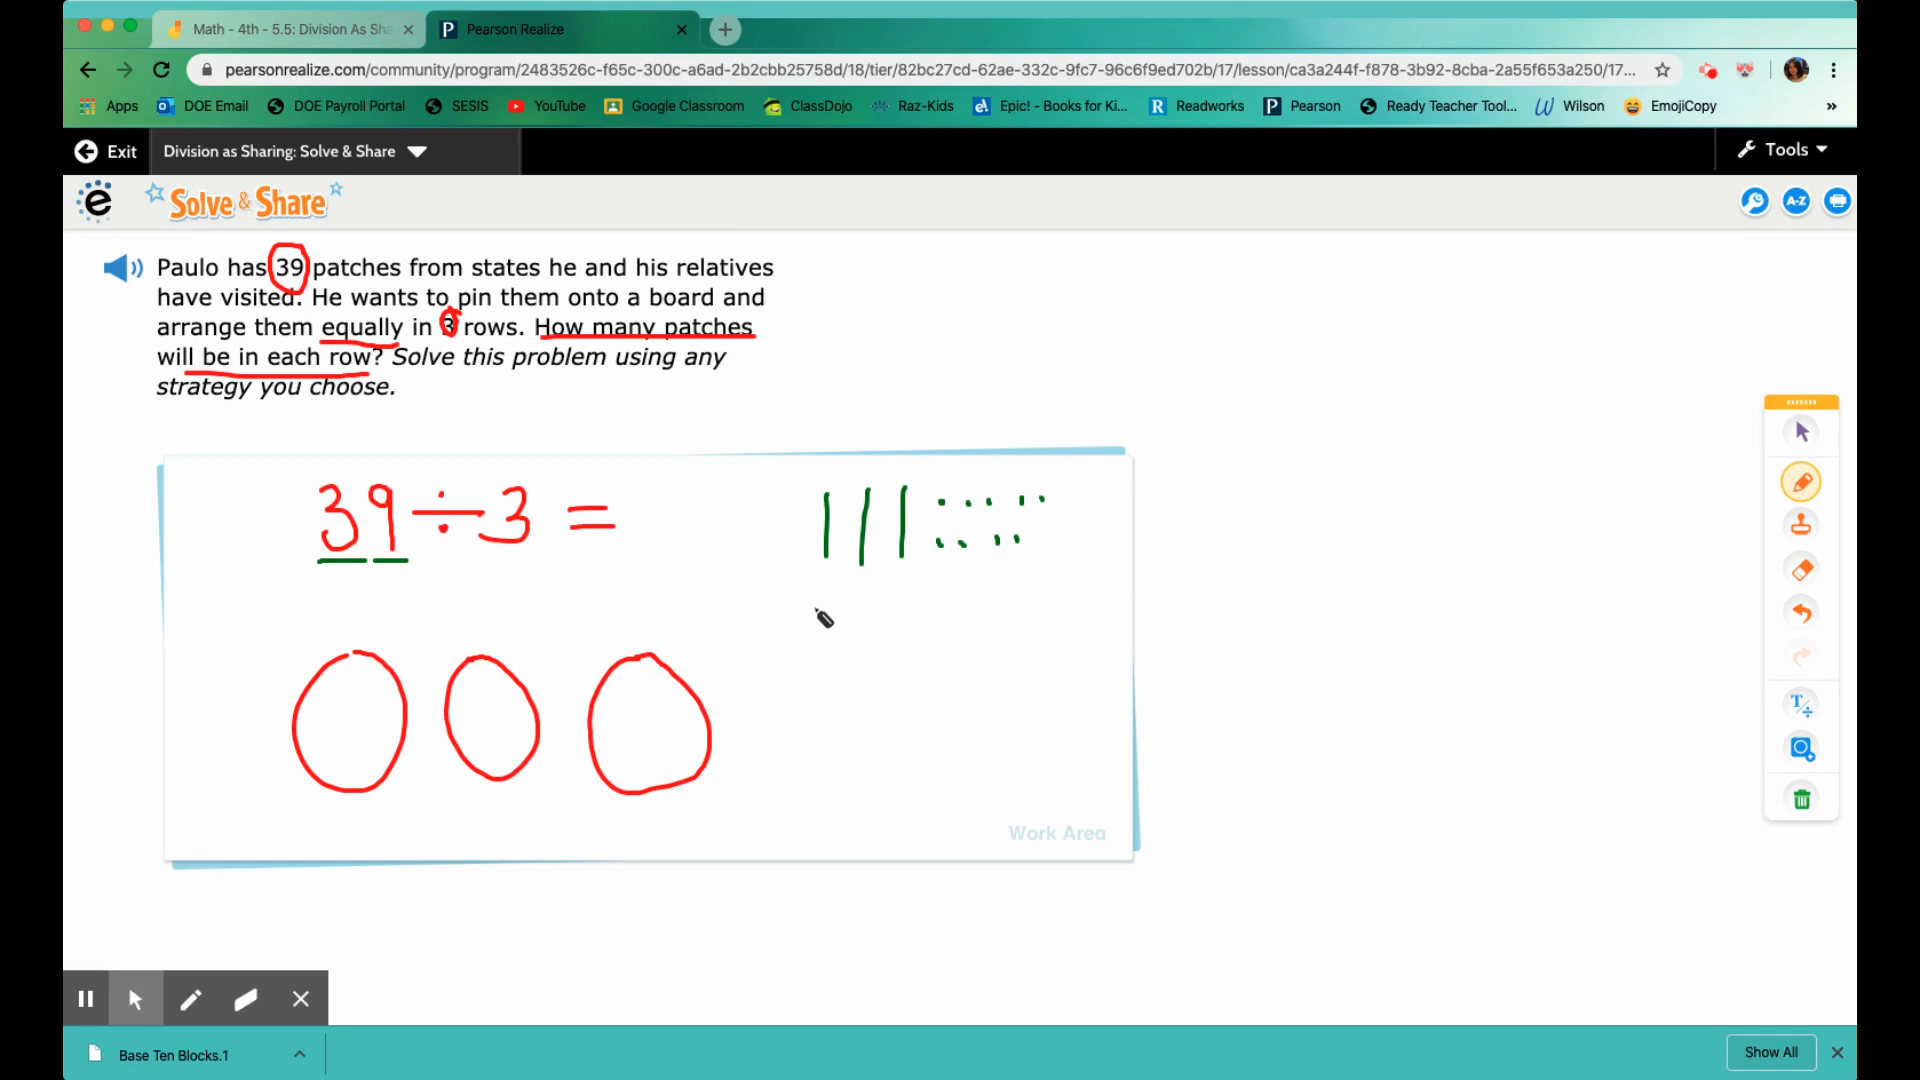 Math - 4th - 5.5: Division As Sha
Pearson Realize
pearsonrealize.com/community/program/2483526c-f65c-300c-a6ad-2b2cbb25758d/18/tier/82bc27cd-62ae-332c-9fc7-96c6f9ed702b/17/lesson/ca3a244f-f878-3b92-8cba-2a55f653a250/17...
Apps DOE Email DOE Payroll Portal SESIS YouTube Google Classroom ClassDojo Raz-Kids Epic! - Books for Ki... Readworks Pearson Ready Teacher Tool... Wilson EmojiCopy »
Exit Division as Sharing: Solve & Share Tools
e Solve & Share A-Z
Paulo has 39 patches from states he and his relatives
have visited. He wants to pin them onto a board and
arrange them equally in 3 rows. How many patches
will be in each row? Solve this problem using any
strategy you choose.
39 ÷ 3 =
Work Area
Base Ten Blocks.1
Show All